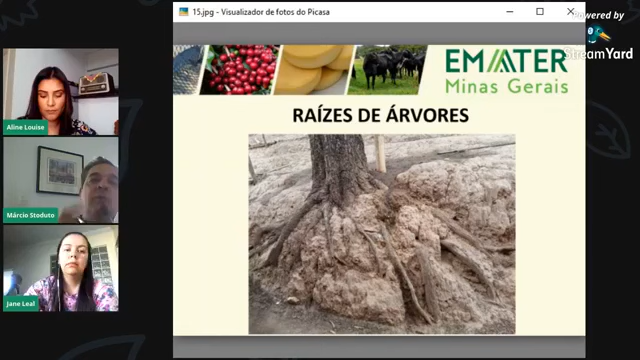 15.jpg - Visualizador de fotos do Picasa
Powered by
StreamYard
EMATER
Minas Gerais
RAÍZES DE ÁRVORES
Aline Louise
Márcio Stoduto
Jane Leal